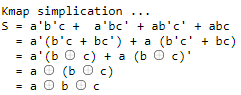 Kmap simplication ...
S = a'b'c + a'bc' + ab'c' + abc
= a'(b'c + bc') + a (b'c' + bc)
= a'(b ⊕ c) + a (b ⊕ c)'
= a ⊕ (b ⊕ c)
= a ⊕ b ⊕ c